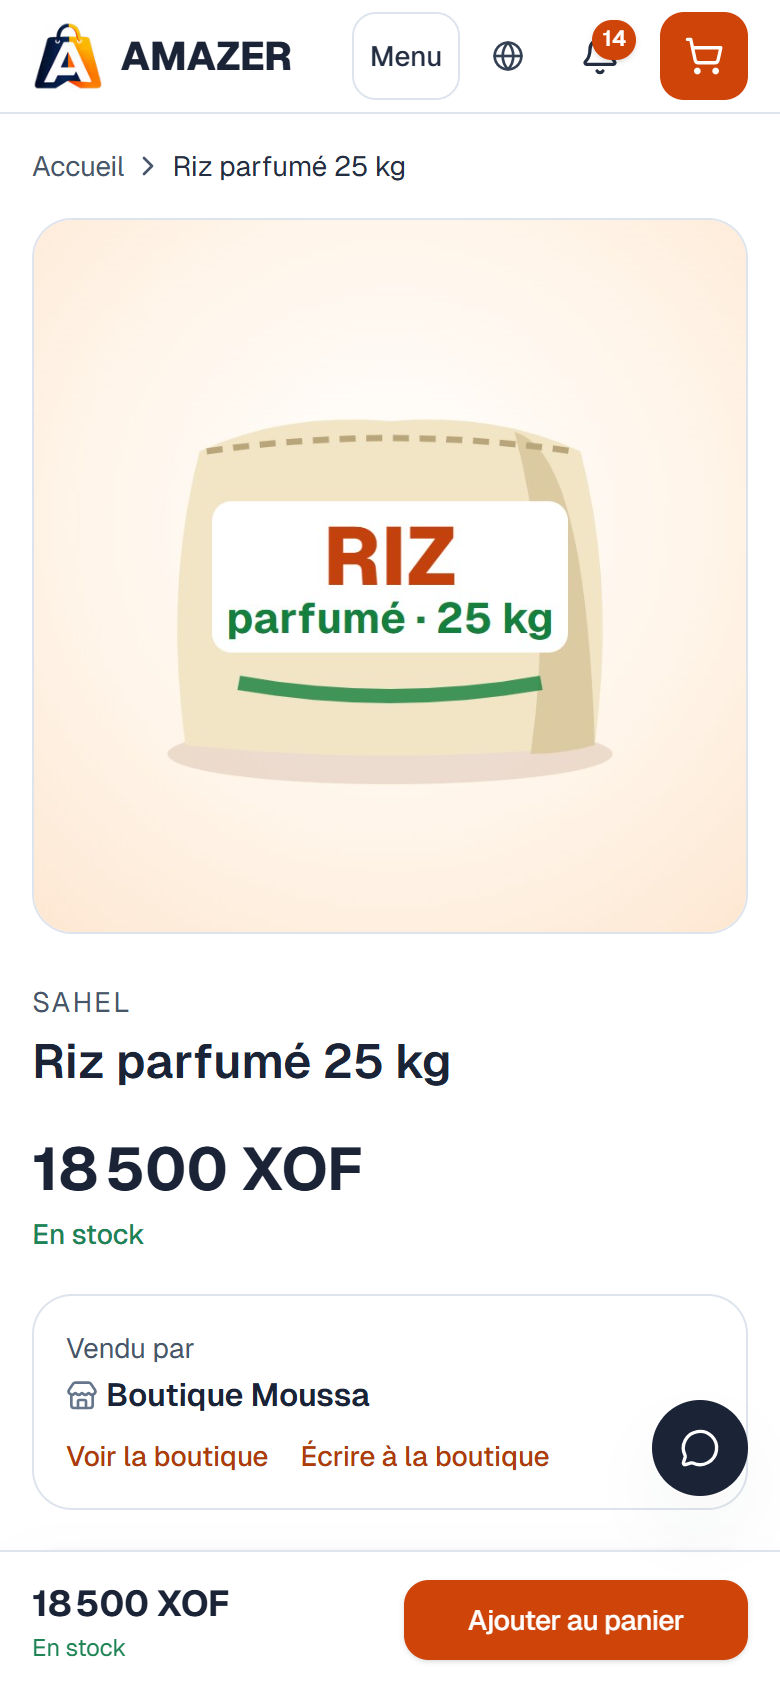 AMAZER
Menu
14
Accueil > Riz parfumé 25 kg
RIZ
parfumé · 25 kg
SAHEL
Riz parfumé 25 kg
18 500 XOF
En stock
Vendu par
Boutique Moussa
Voir la boutique Écrire à la boutique
18 500 XOF
En stock
Ajouter au panier